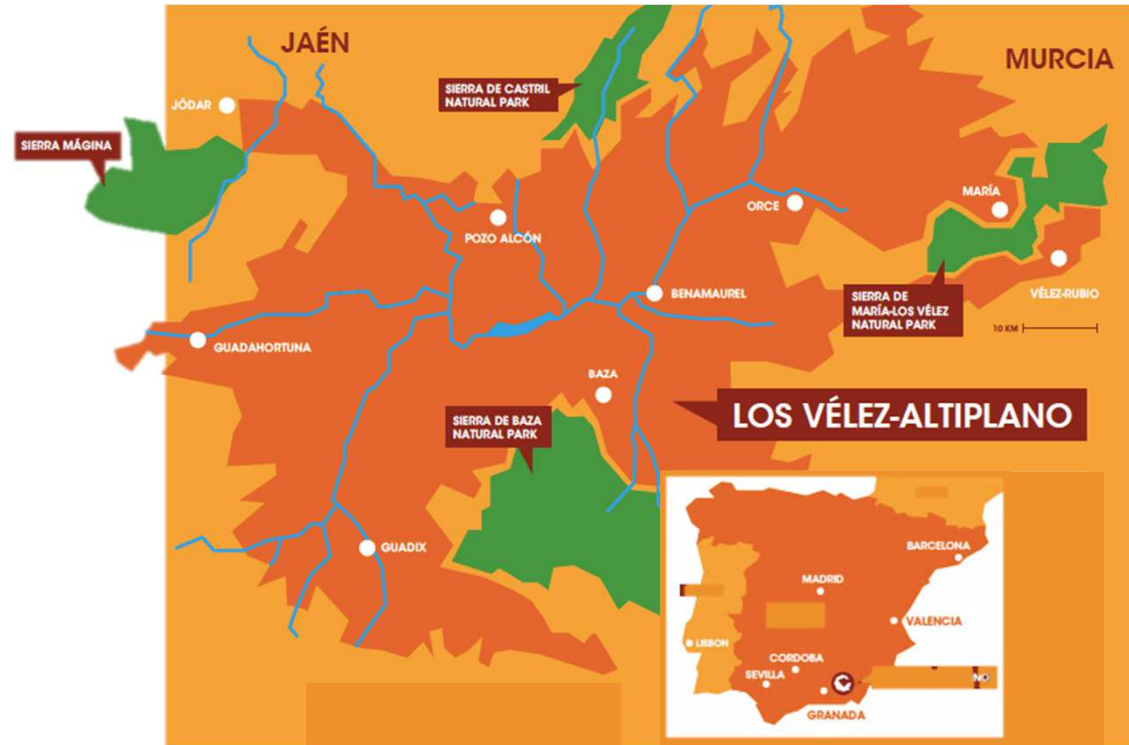 JAÉN
MURCIA
SIERRA DE CASTRIL
NATURAL PARK
JÓDAR
SIERRA MÁGINA
MARÍA
ORCE
POZO ALCÓN
BENAMAUREL
SIERRA DE
MARÍA-LOS VÉLEZ
NATURAL PARK
VÉLEZ-RUBIO
10 KM
GUADAHORTUNA
BAZA
SIERRA DE BAZA
NATURAL PARK
LOS VÉLEZ-ALTIPLANO
GUADIX
BARCELONA
MADRID
VALENCIA
LISBON
CORDOBA
SEVILLA
NO
GRANADA